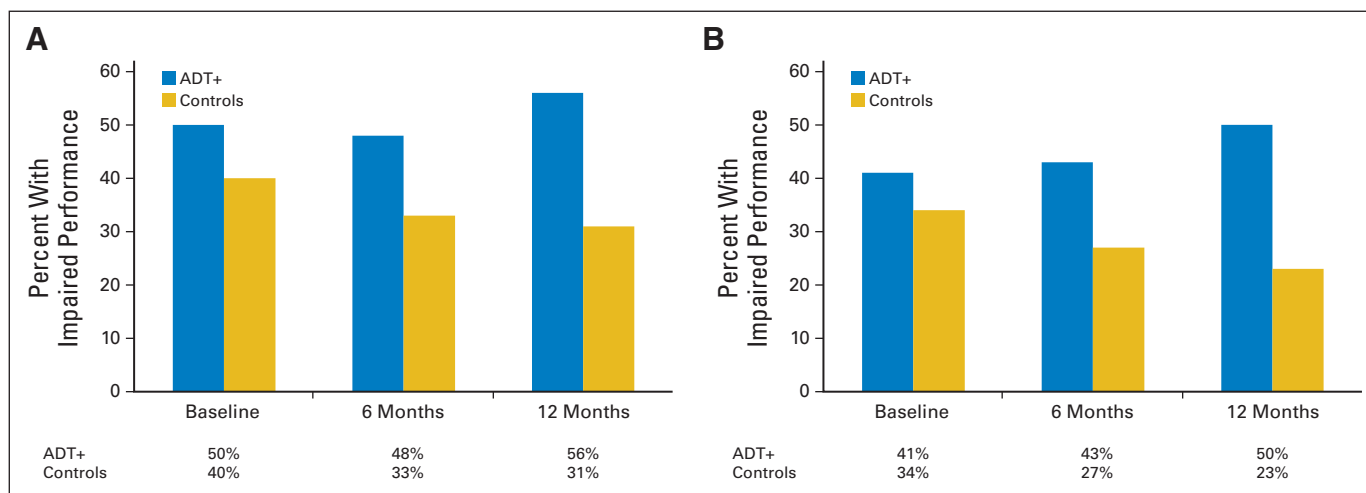 A
Percent With
Impaired Performance
60
50
40
30
20
10
0
ADT+
Controls
Baseline 6 Months 12 Months
ADT+ 50% 48% 56%
Controls 40% 33% 31%
B
Percent With
Impaired Performance
60
50
40
30
20
10
0
ADT+
Controls
Baseline 6 Months 12 Months
ADT+ 41% 43% 50%
Controls 34% 27% 23%